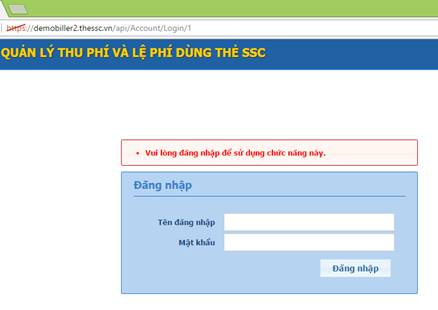 https://demobiller2.thessc.vn/api/Account/Login/1
QUẢN LÝ THU PHÍ VÀ LỆ PHÍ DÙNG THẺ SSC
Vui lòng đăng nhập để sử dụng chức năng này.
Đăng nhập
Tên đăng nhập
Mật khẩu
Đăng nhập